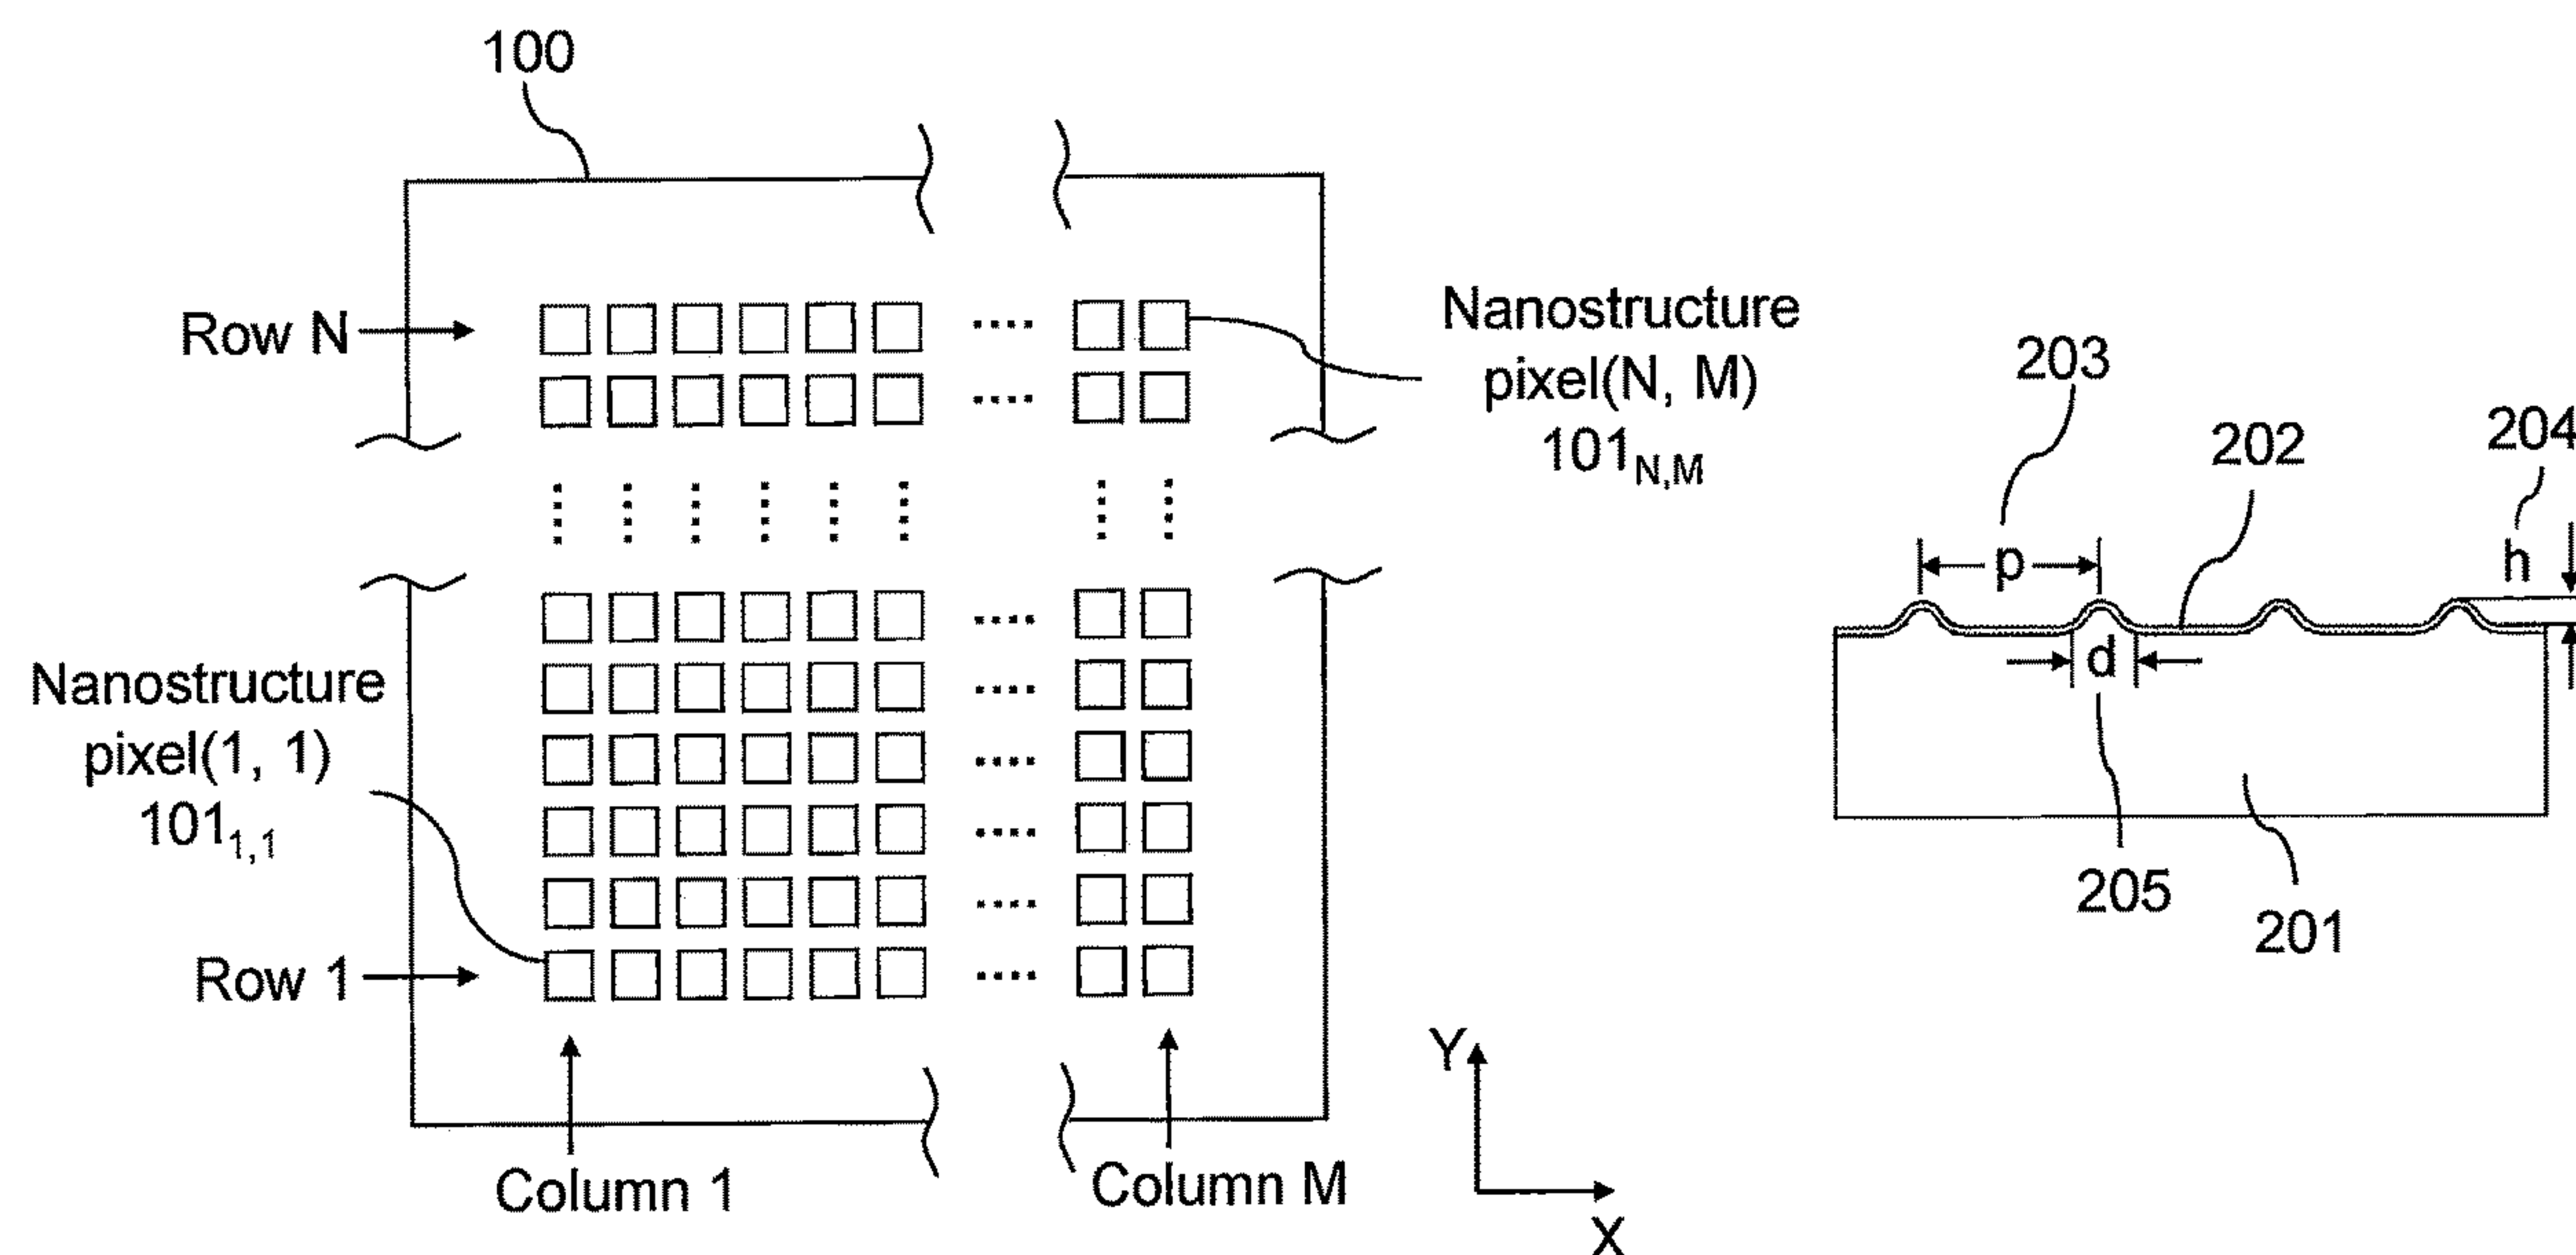 100
Row N
Nanostructure
pixel(N, M)
101N,M
203
202
204
p
h
d
Nanostructure
pixel(1, 1)
1011,1
205
201
Row 1
Y
X
Column 1
Column M